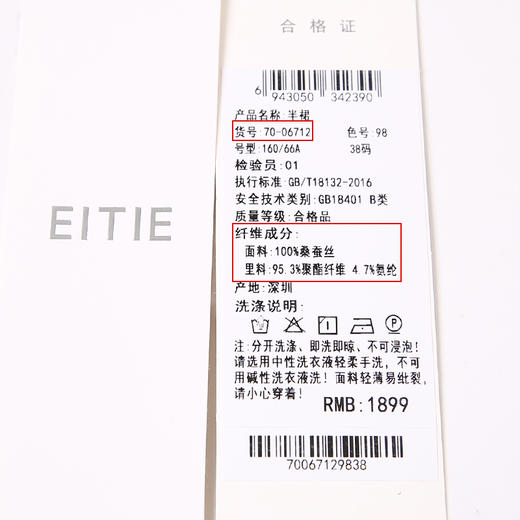 合格证
6 943050 342390
产品名称:半裙
货号:70-06712 色号:98
号型:160/66A 38码
检验员:01
执行标准:GB/T18132-2016
安全技术类别:GB18401 B类
质量等级:合格品
纤维成分:
面料:100%桑蚕丝
里料:95.3%聚酯纤维 4.7%氨纶
产地:深圳
洗涤说明:
注:分开洗涤、即洗即晾、不可浸泡!
请选用中性洗衣液轻柔手洗,不可
用碱性洗衣液洗!面料轻薄易纰裂,
请小心穿着!
RMB:1899
70067129838
EITIE